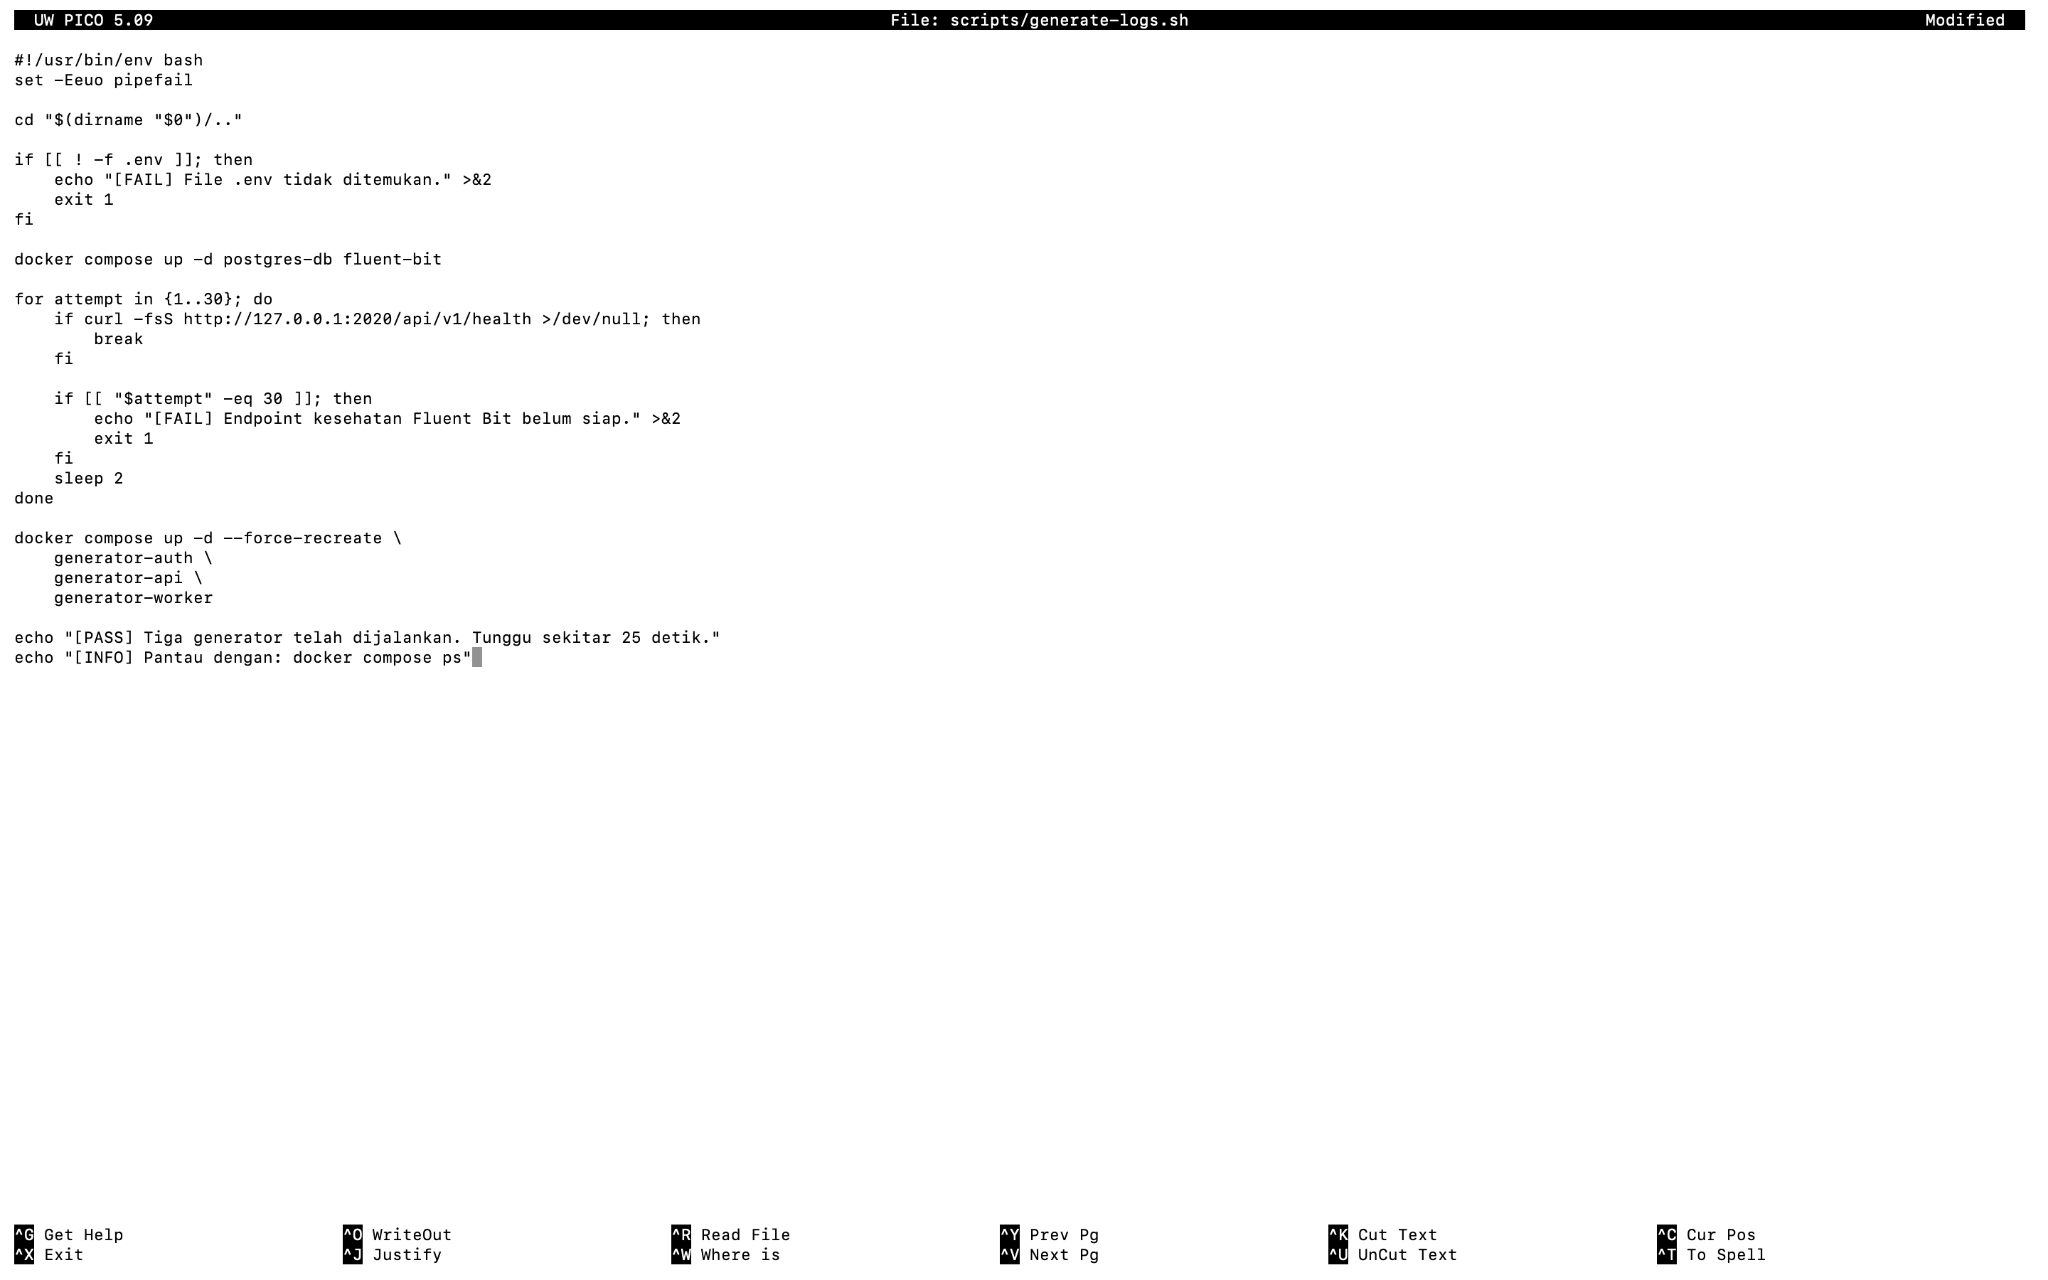 UW PICO 5.09 File: scripts/generate-logs.sh Modified
#!/usr/bin/env bash
set -Eeuo pipefail
cd "$(dirname "$0")/.."
if [[ ! -f .env ]]; then
    echo "[FAIL] File .env tidak ditemukan." >&2
    exit 1
fi
docker compose up -d postgres-db fluent-bit
for attempt in {1..30}; do
    if curl -fsS http://127.0.0.1:2020/api/v1/health >/dev/null; then
        break
    fi
    if [[ "$attempt" -eq 30 ]]; then
        echo "[FAIL] Endpoint kesehatan Fluent Bit belum siap." >&2
        exit 1
    fi
    sleep 2
done
docker compose up -d --force-recreate \
    generator-auth \
    generator-api \
    generator-worker
echo "[PASS] Tiga generator telah dijalankan. Tunggu sekitar 25 detik."
echo "[INFO] Pantau dengan: docker compose ps"
^G Get Help ^O WriteOut ^R Read File ^Y Prev Pg ^K Cut Text ^C Cur Pos
^X Exit ^J Justify ^W Where is ^V Next Pg ^U UnCut Text ^T To Spell